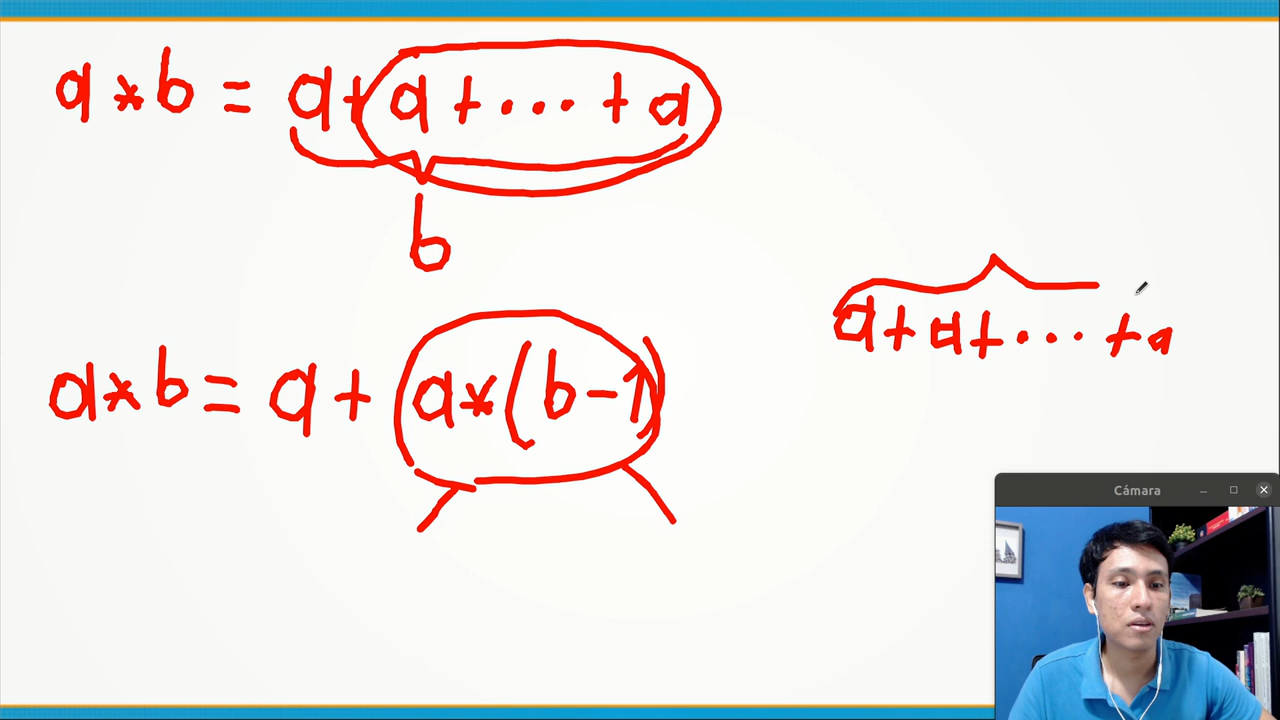 a * b = a + a + ... + a
b
a + a + ... + a
a * b = a + a * (b - 1)
Cámara